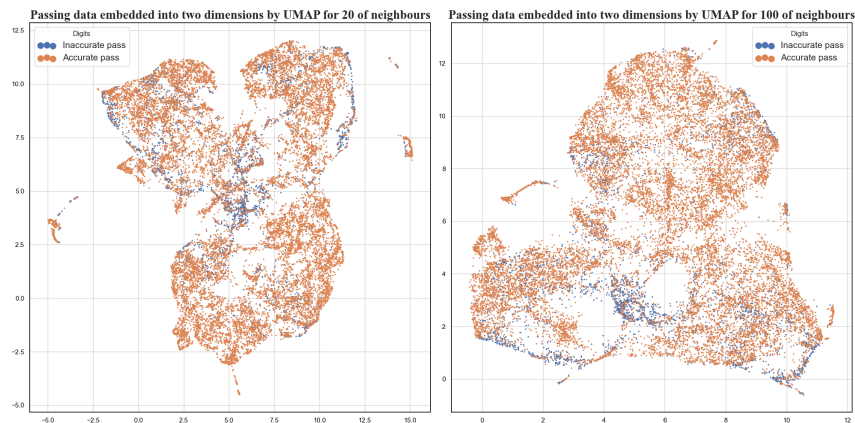 Passing data embedded into two dimensions by UMAP for 20 of neighbours
12.5
10.0
7.5
5.0
2.5
0.0
−2.5
−5.0
Digits
Inaccurate pass
Accurate pass
−5.0 −2.5 0.0 2.5 5.0 7.5 10.0 12.5 15.0
Passing data embedded into two dimensions by UMAP for 100 of neighbours
12
10
8
6
4
2
0
Digits
Inaccurate pass
Accurate pass
0 2 4 6 8 10 12